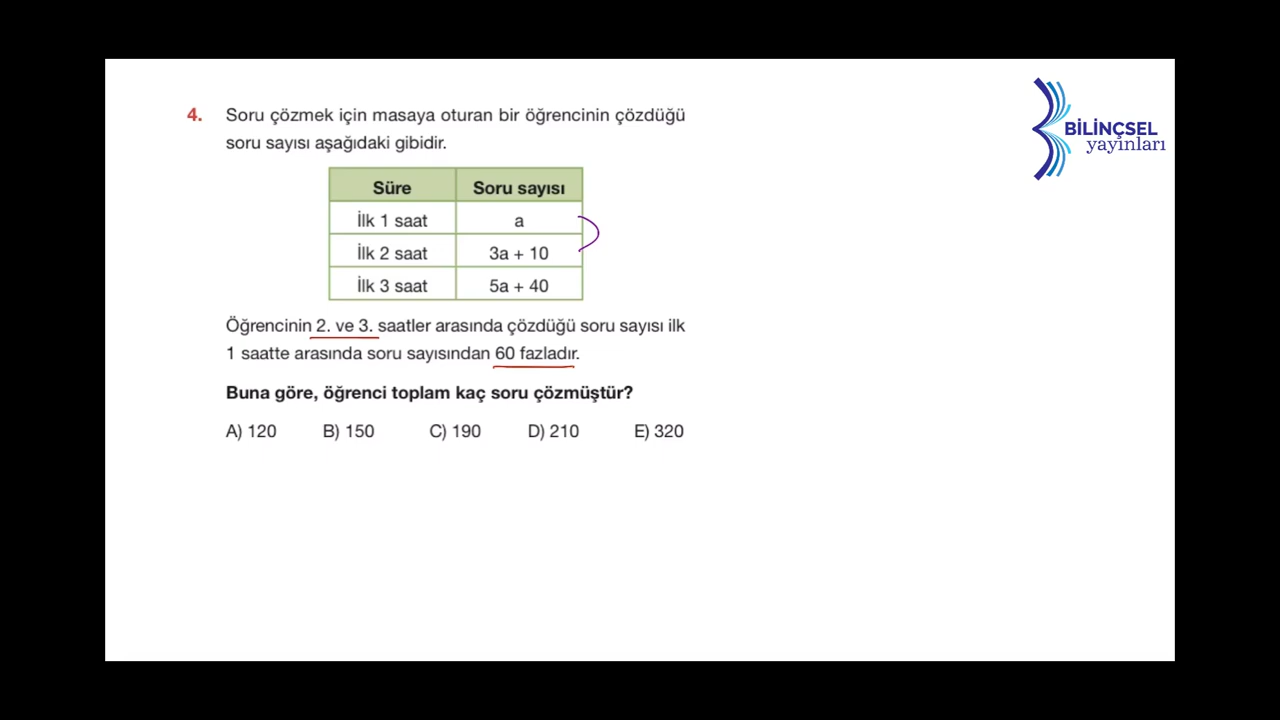 BİLİNÇSEL
yayınları
4. Soru çözmek için masaya oturan bir öğrencinin çözdüğü
soru sayısı aşağıdaki gibidir.
Süre Soru sayısı
İlk 1 saat a
İlk 2 saat 3a + 10
İlk 3 saat 5a + 40
Öğrencinin 2. ve 3. saatler arasında çözdüğü soru sayısı ilk
1 saatte arasında soru sayısından 60 fazladır.
Buna göre, öğrenci toplam kaç soru çözmüştür?
A) 120 B) 150 C) 190 D) 210 E) 320